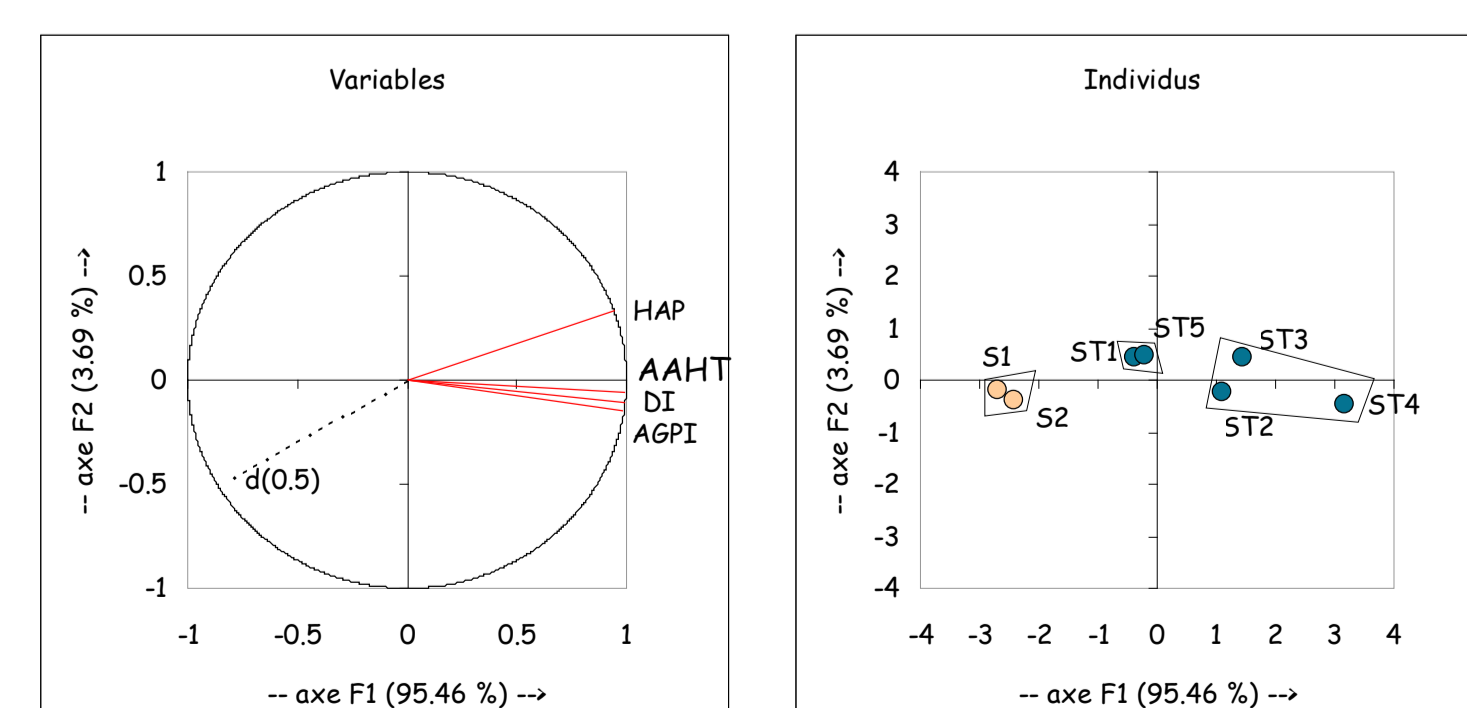 Variables
1
0.5
0
-0.5
-1
-1 -0.5 0 0.5 1
-- axe F2 (3.69 %) -->
-- axe F1 (95.46 %) -->
HAP
AAHT
DI
AGPI
d(0.5)
Individus
4
3
2
1
0
-1
-2
-3
-4
-4 -3 -2 -1 0 1 2 3 4
-- axe F2 (3.69 %) -->
-- axe F1 (95.46 %) -->
S1
S2
ST1
ST5
ST3
ST2
ST4